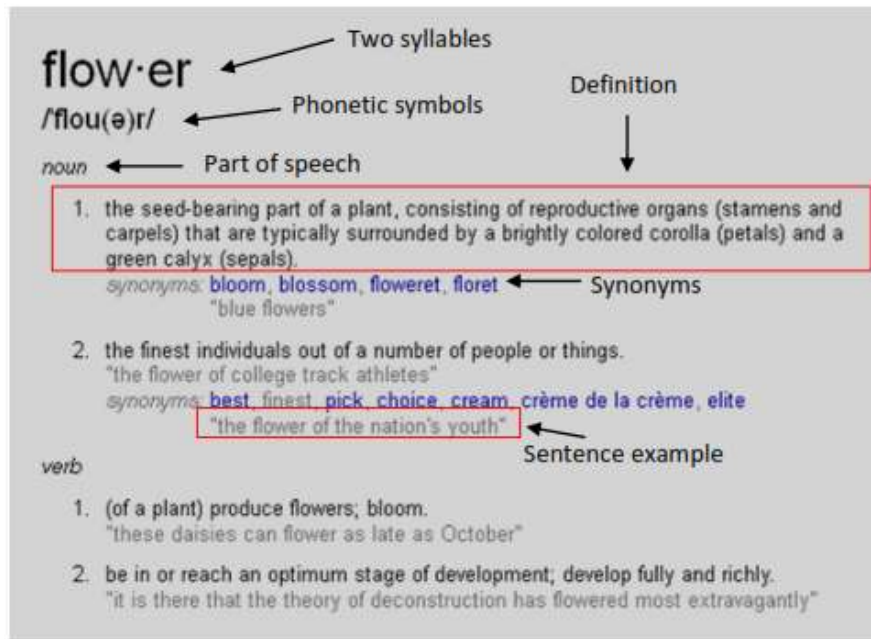 flow·er
Two syllables
/ˈflou(ə)r/
Phonetic symbols
Definition
noun
Part of speech
1. the seed-bearing part of a plant, consisting of reproductive organs (stamens and
carpels) that are typically surrounded by a brightly colored corolla (petals) and a
green calyx (sepals).
synonyms: bloom, blossom, floweret, floret
Synonyms
"blue flowers"
2. the finest individuals out of a number of people or things.
"the flower of college track athletes"
synonyms: best, finest, pick, choice, cream, crème de la crème, elite
"the flower of the nation's youth"
Sentence example
verb
1. (of a plant) produce flowers; bloom.
"these daisies can flower as late as October"
2. be in or reach an optimum stage of development; develop fully and richly.
"it is there that the theory of deconstruction has flowered most extravagantly"